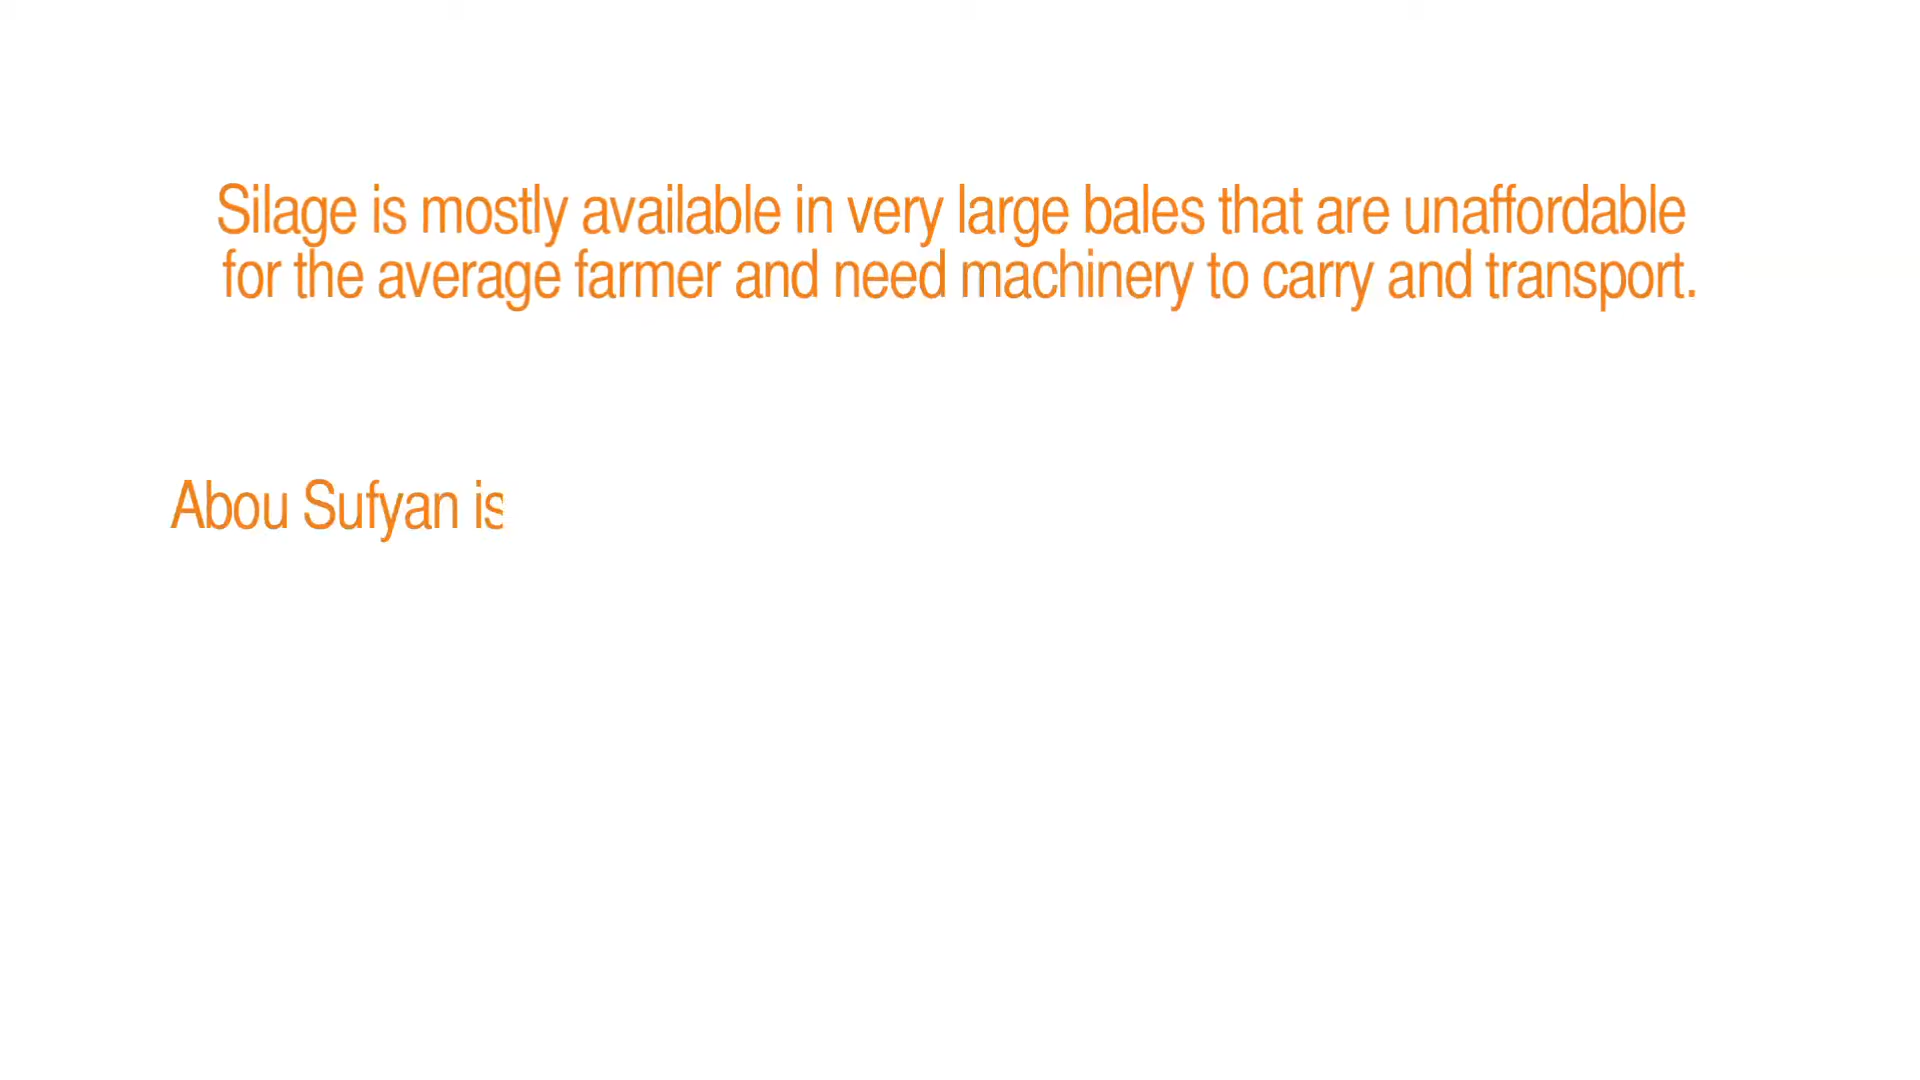 Silage is mostly available in very large bales that are unaffordable
for the average farmer and need machinery to carry and transport.
Abou Sufyan is